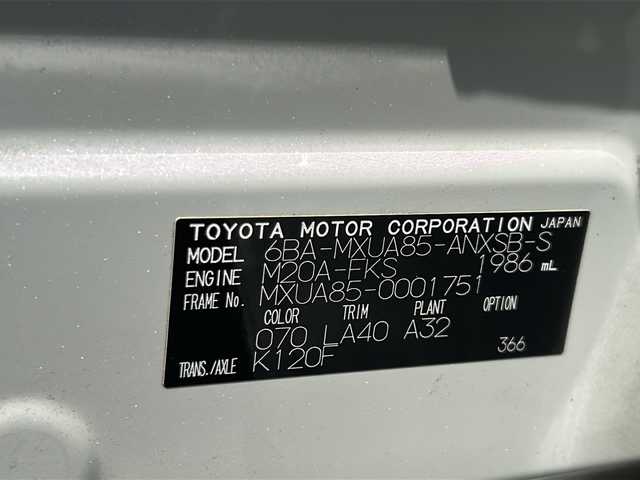 TOYOTA MOTOR CORPORATION JAPAN
MODEL 6BA-MXUA85-ANXSB-S
ENGINE M20A-FKS 1986 mL
FRAME No. MXUA85-0001751
COLOR TRIM PLANT OPTION
070 LA40 A32
TRANS./AXLE K120F 366